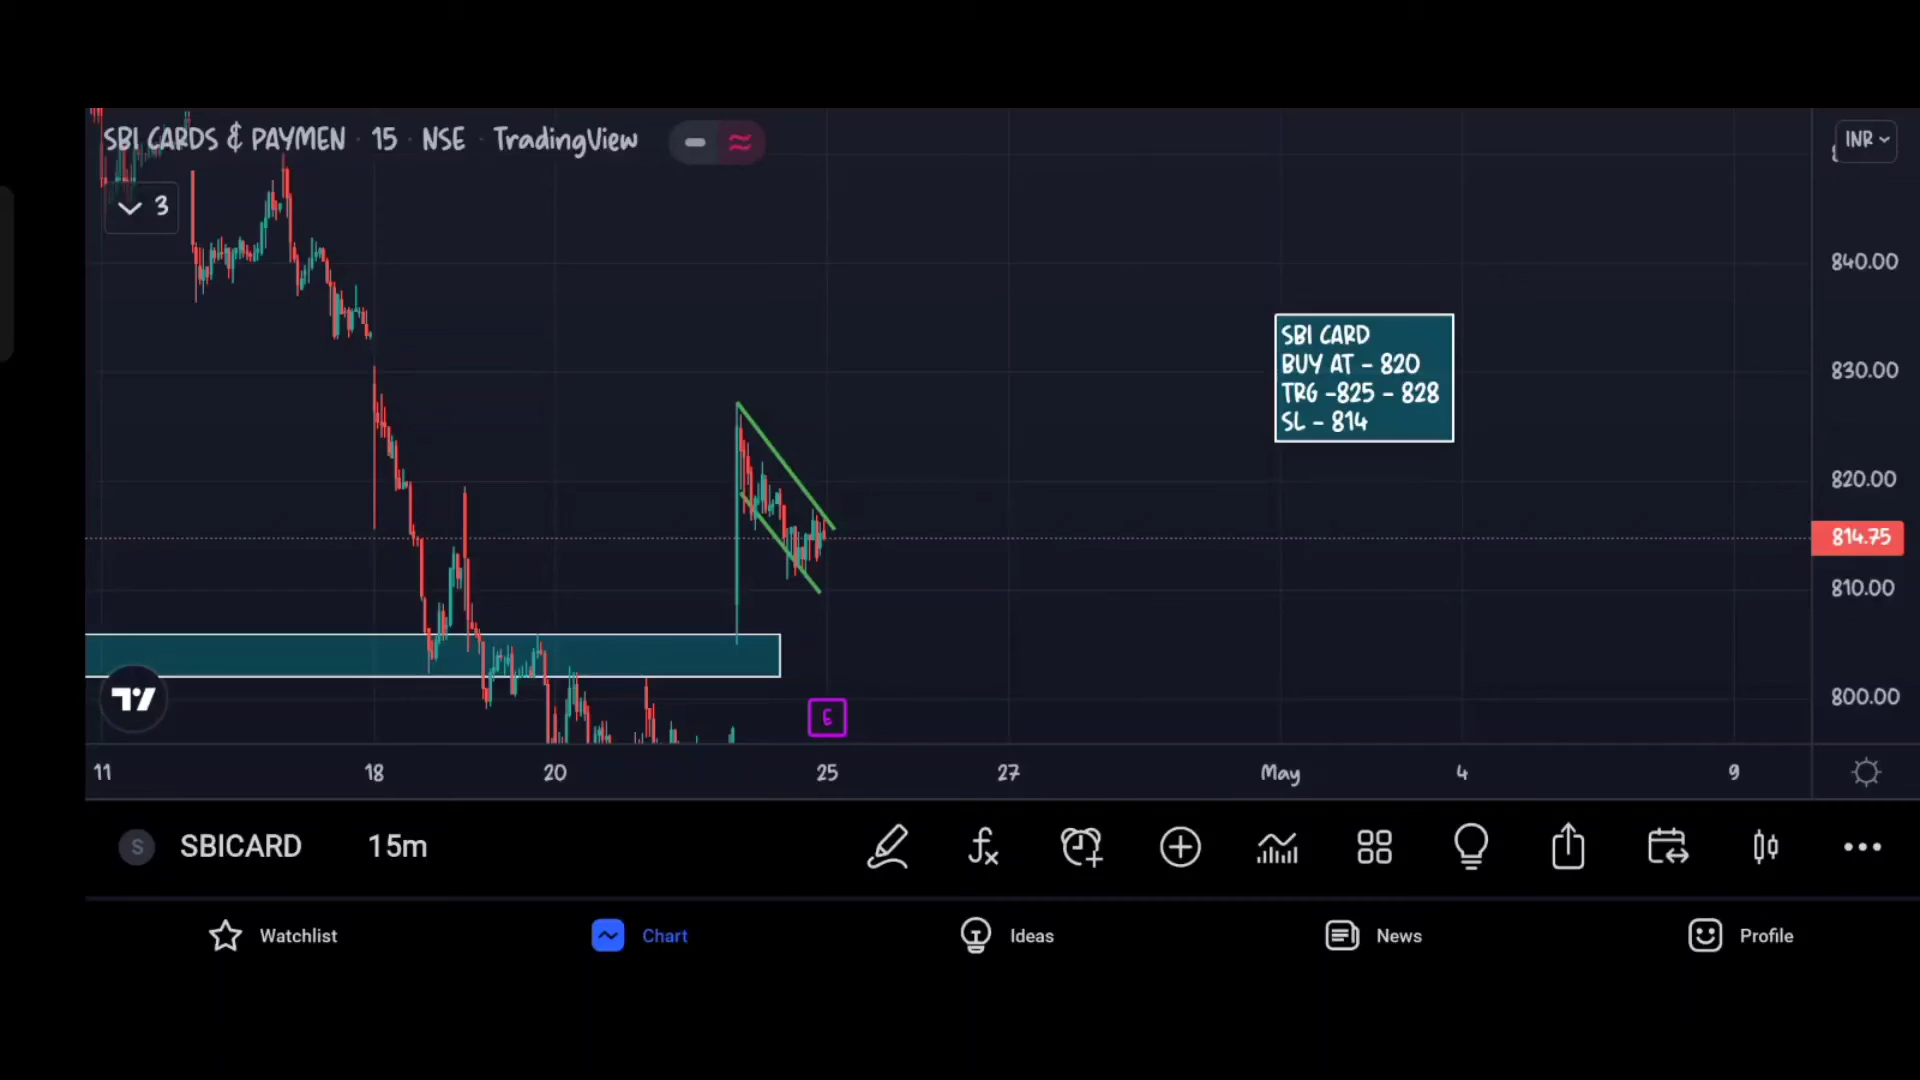 SBI CARDS & PAYMEN · 15 · NSE · TradingView
INR
3
840.00
830.00
820.00
814.75
810.00
800.00
SBI CARD
BUY AT - 820
TRG -825 - 828
SL - 814
E
11 18 20 25 27 May 4 9
S SBICARD 15m
Watchlist Chart Ideas News Profile